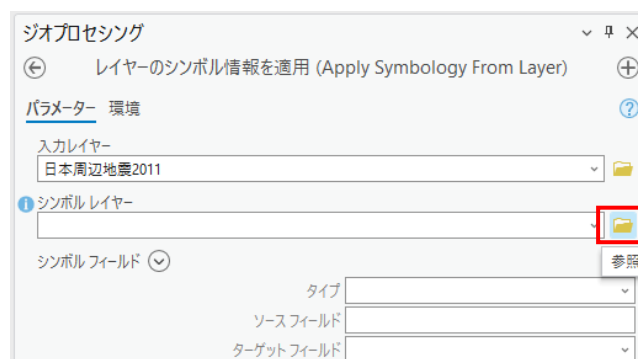 ジオプロセシング
レイヤーのシンボル情報を適用 (Apply Symbology From Layer)
パラメーター 環境
入力レイヤー
日本周辺地震2011
シンボル レイヤー
シンボル フィールド
参照
タイプ
ソース フィールド
ターゲット フィールド